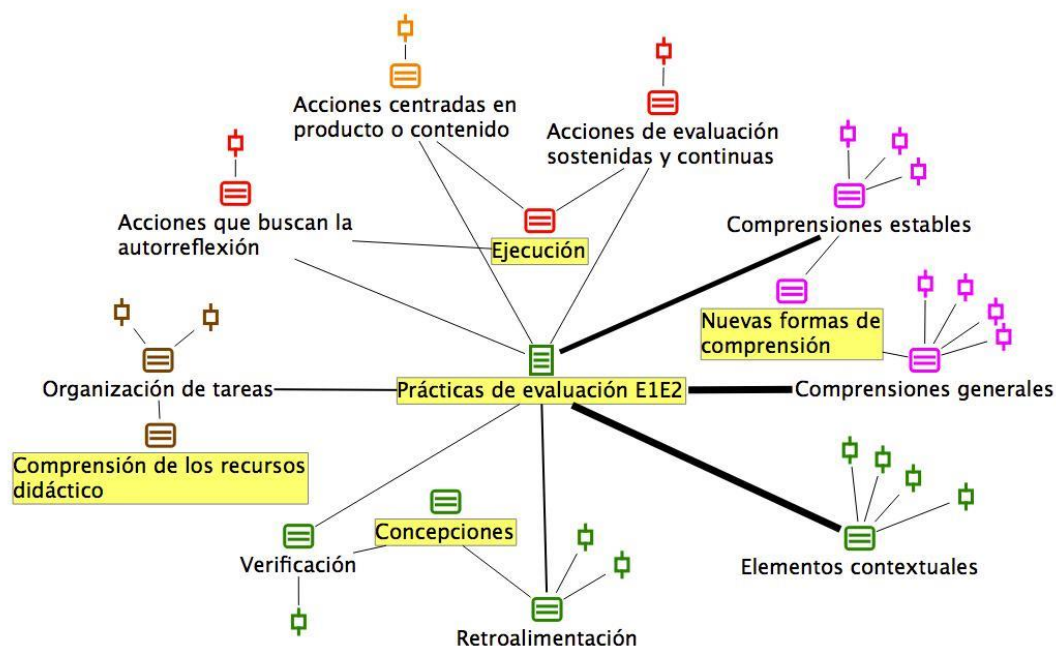 Acciones centradas en
producto o contenido
Acciones de evaluación
sostenidas y continuas
Acciones que buscan la
autorreflexión
Ejecución
Comprensiones estables
Nuevas formas de
comprensión
Organización de tareas
Prácticas de evaluación E1E2
Comprensiones generales
Comprensión de los recursos
didáctico
Concepciones
Verificación
Elementos contextuales
Retroalimentación